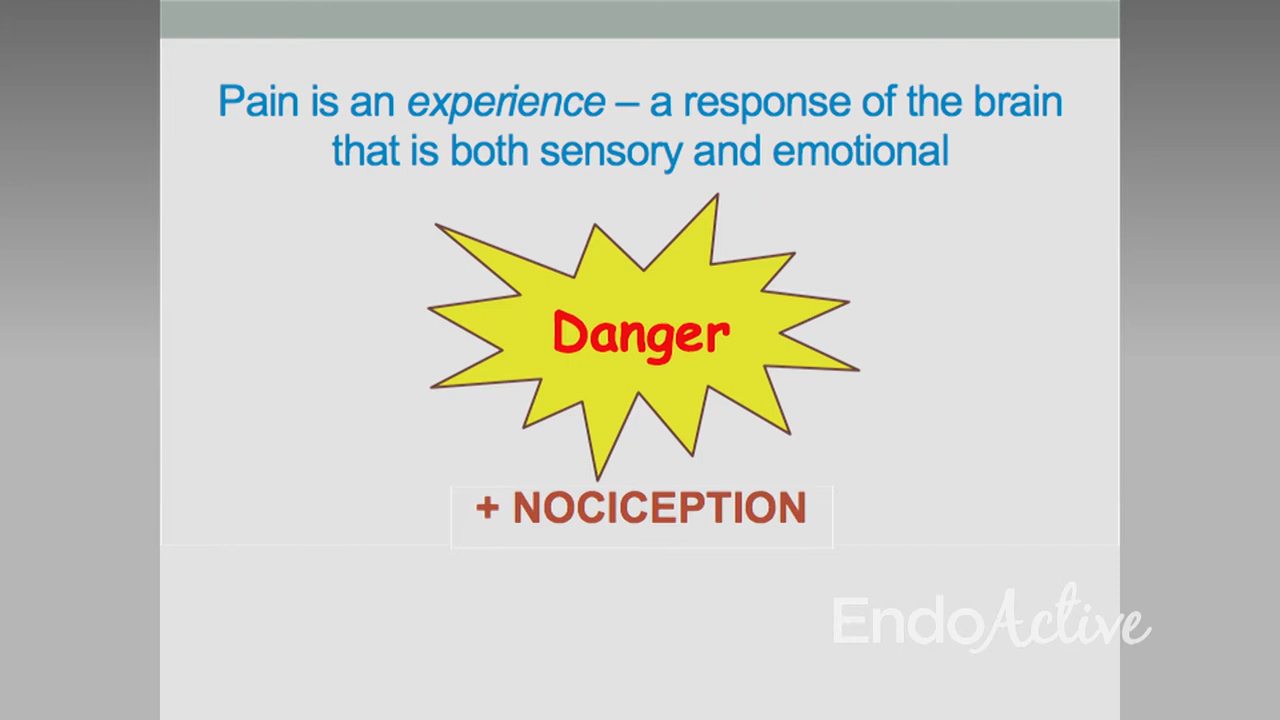 Pain is an experience – a response of the brain
that is both sensory and emotional
Danger
+ NOCICEPTION
EndoActive